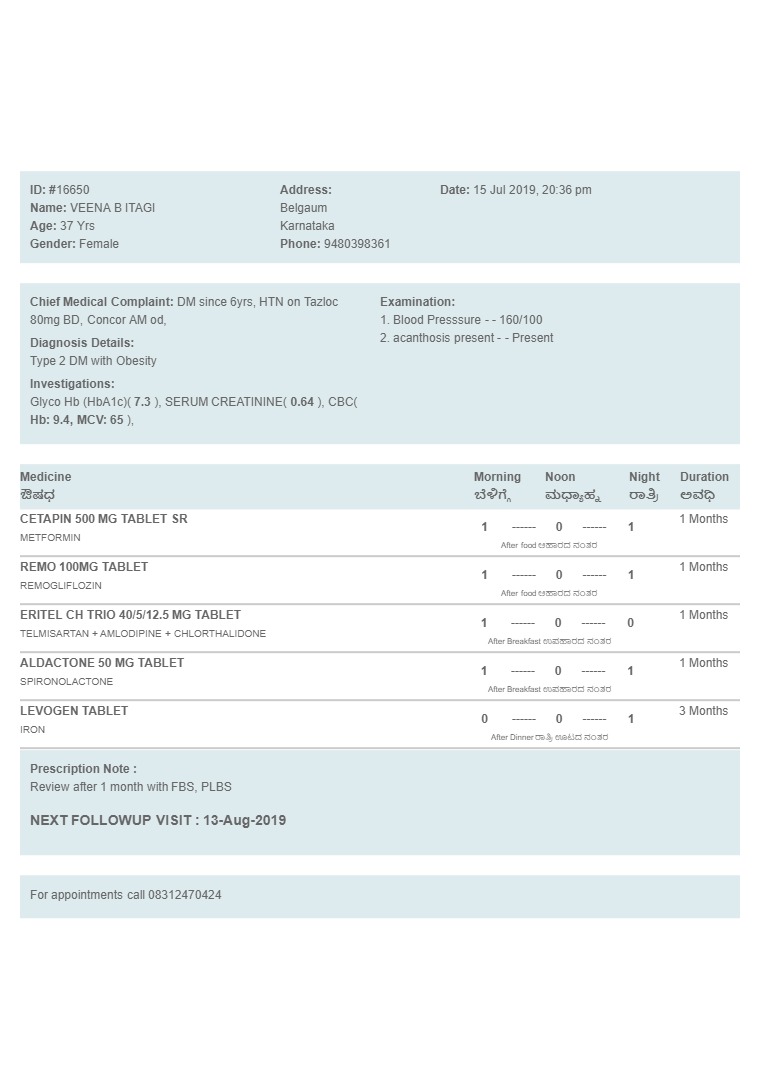 ID: #16650
Name: VEENA B ITAGI
Age: 37 Yrs
Gender: Female
Address:
Belgaum
Karnataka
Phone: 9480398361
Date: 15 Jul 2019, 20:36 pm
Chief Medical Complaint: DM since 6yrs, HTN on Tazloc
80mg BD, Concor AM od,
Diagnosis Details:
Type 2 DM with Obesity
Investigations:
Glyco Hb (HbA1c)( 7.3 ), SERUM CREATININE( 0.64 ), CBC(
Hb: 9.4, MCV: 65 ),
Examination:
1. Blood Presssure - - 160/100
2. acanthosis present - - Present
Medicine Morning Noon Night Duration
ಔಷಧ ಬೆಳಿಗ್ಗೆ ಮಧ್ಯಾಹ್ನ ರಾತ್ರಿ ಅವಧಿ
CETAPIN 500 MG TABLET SR 1 ------ 0 ------ 1 1 Months
METFORMIN
After food ಆಹಾರದ ನಂತರ
REMO 100MG TABLET 1 ------ 0 ------ 1 1 Months
REMOGLIFLOZIN
After food ಆಹಾರದ ನಂತರ
ERITEL CH TRIO 40/5/12.5 MG TABLET 1 ------ 0 ------ 0 1 Months
TELMISARTAN + AMLODIPINE + CHLORTHALIDONE
After Breakfast ಉಪಹಾರದ ನಂತರ
ALDACTONE 50 MG TABLET 1 ------ 0 ------ 1 1 Months
SPIRONOLACTONE
After Breakfast ಉಪಹಾರದ ನಂತರ
LEVOGEN TABLET 0 ------ 0 ------ 1 3 Months
IRON
After Dinner ರಾತ್ರಿ ಊಟದ ನಂತರ
Prescription Note :
Review after 1 month with FBS, PLBS
NEXT FOLLOWUP VISIT : 13-Aug-2019
For appointments call 08312470424